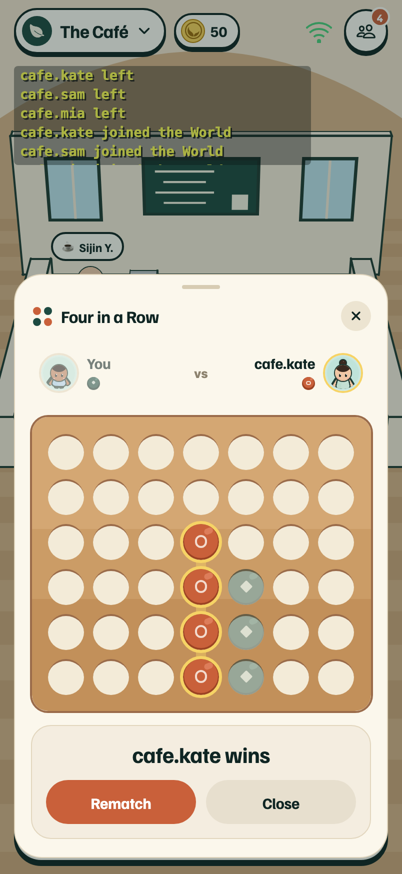 The Café
50
4
cafe.kate left
cafe.sam left
cafe.mia left
cafe.kate joined the World
cafe.sam joined the World
Sijin Y.
Four in a Row
You
vs
cafe.kate
cafe.kate wins
Rematch
Close